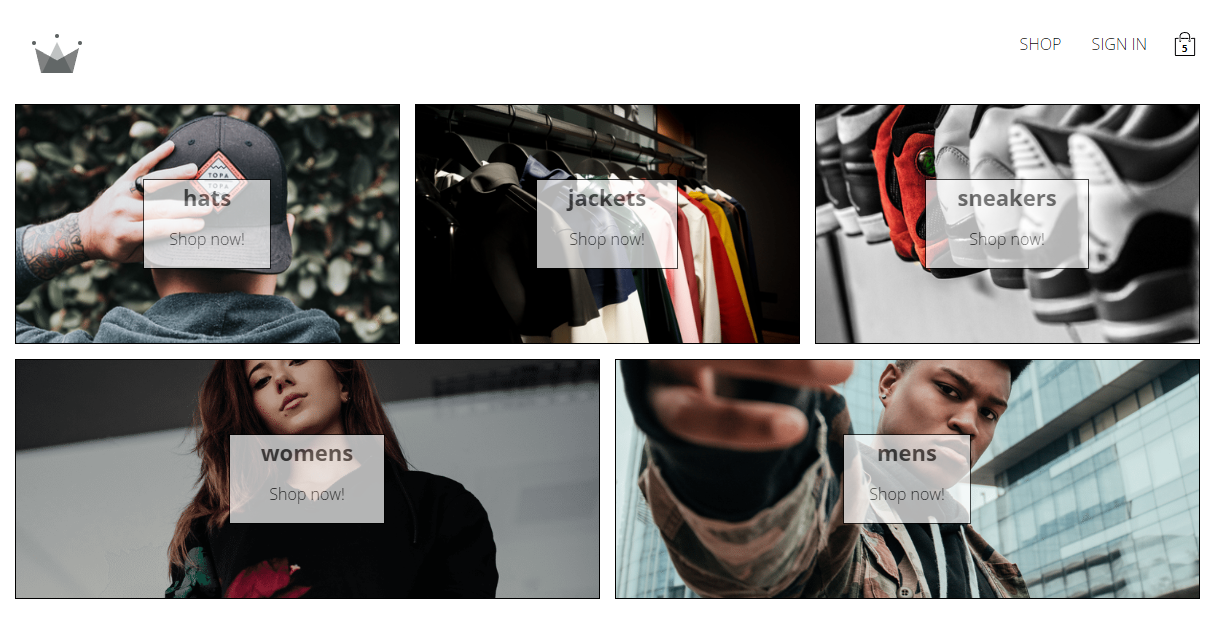 SHOP
SIGN IN
5
TOPA
TOPA
hats
Shop now!
jackets
Shop now!
sneakers
Shop now!
womens
Shop now!
mens
Shop now!